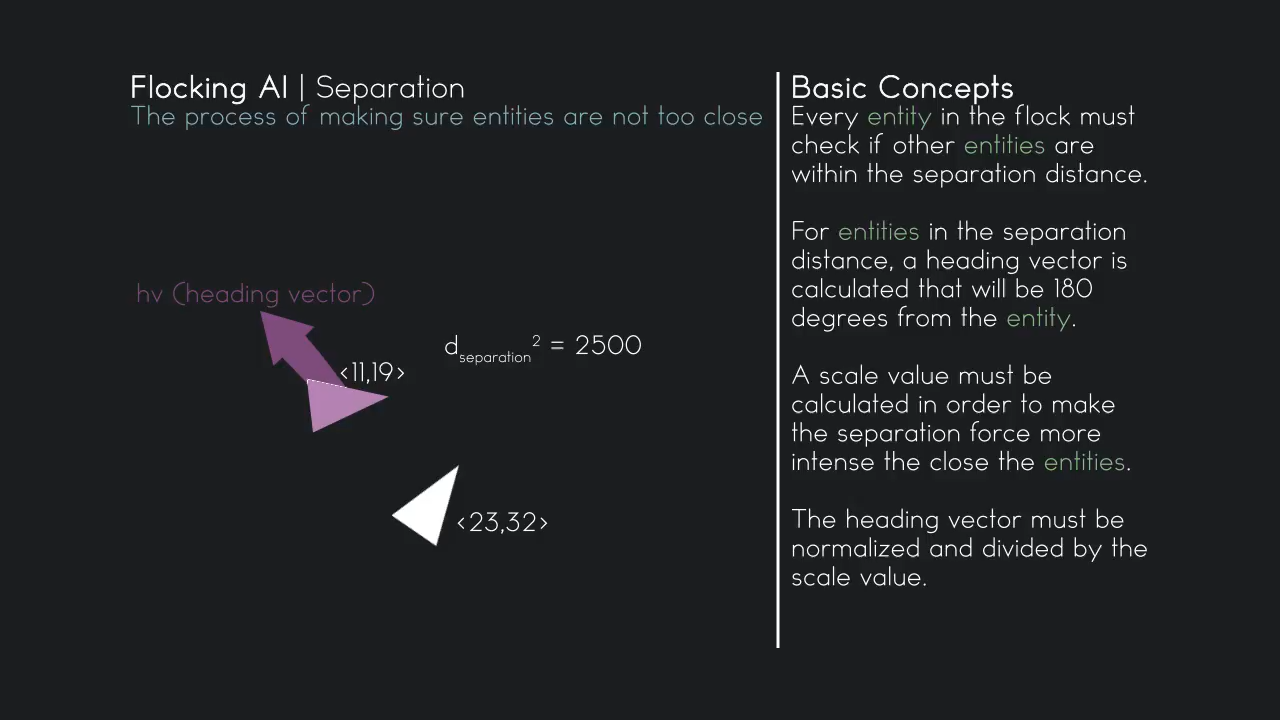 Flocking AI | Separation
The process of making sure entities are not too close
hv (heading vector)
<11,19>
dseparation² = 2500
<23,32>
Basic Concepts
Every entity in the flock must
check if other entities are
within the separation distance.
For entities in the separation
distance, a heading vector is
calculated that will be 180
degrees from the entity.
A scale value must be
calculated in order to make
the separation force more
intense the close the entities.
The heading vector must be
normalized and divided by the
scale value.